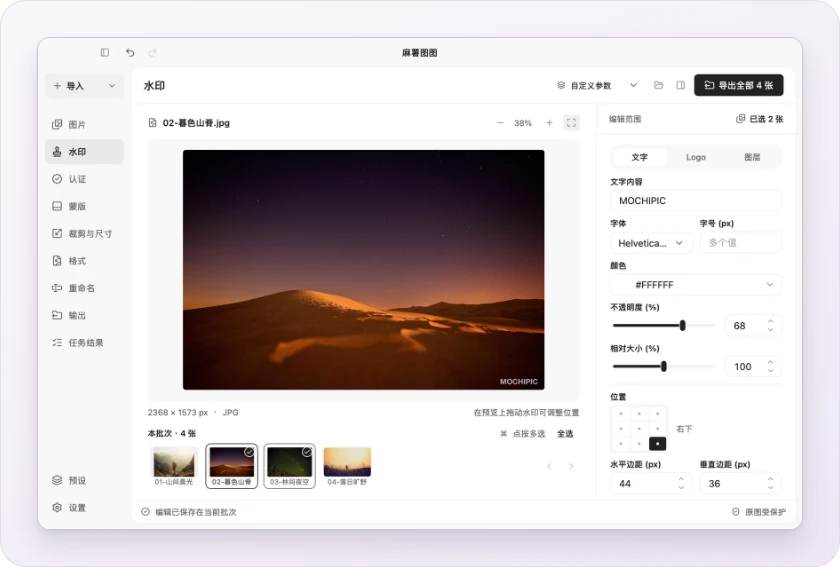 麻薯图图
导入
图片
水印
认证
蒙版
裁剪与尺寸
格式
重命名
输出
任务结果
预设
设置
水印
自定义参数
导出全部 4 张
02-暮色山脊.jpg
38%
MOCHIPIC
2368 × 1573 px · JPG
在预览上拖动水印可调整位置
本批次 · 4 张
⌘ 点按多选 全选
01-山间晨光
02-暮色山脊
03-林间夜空
04-落日旷野
编辑已保存在当前批次
编辑范围
已选 2 张
文字
Logo
图层
文字内容
MOCHIPIC
字体
字号 (px)
Helvetica...
多个值
颜色
#FFFFFF
不透明度 (%)
68
相对大小 (%)
100
位置
右下
水平边距 (px)
垂直边距 (px)
44
36
原图受保护